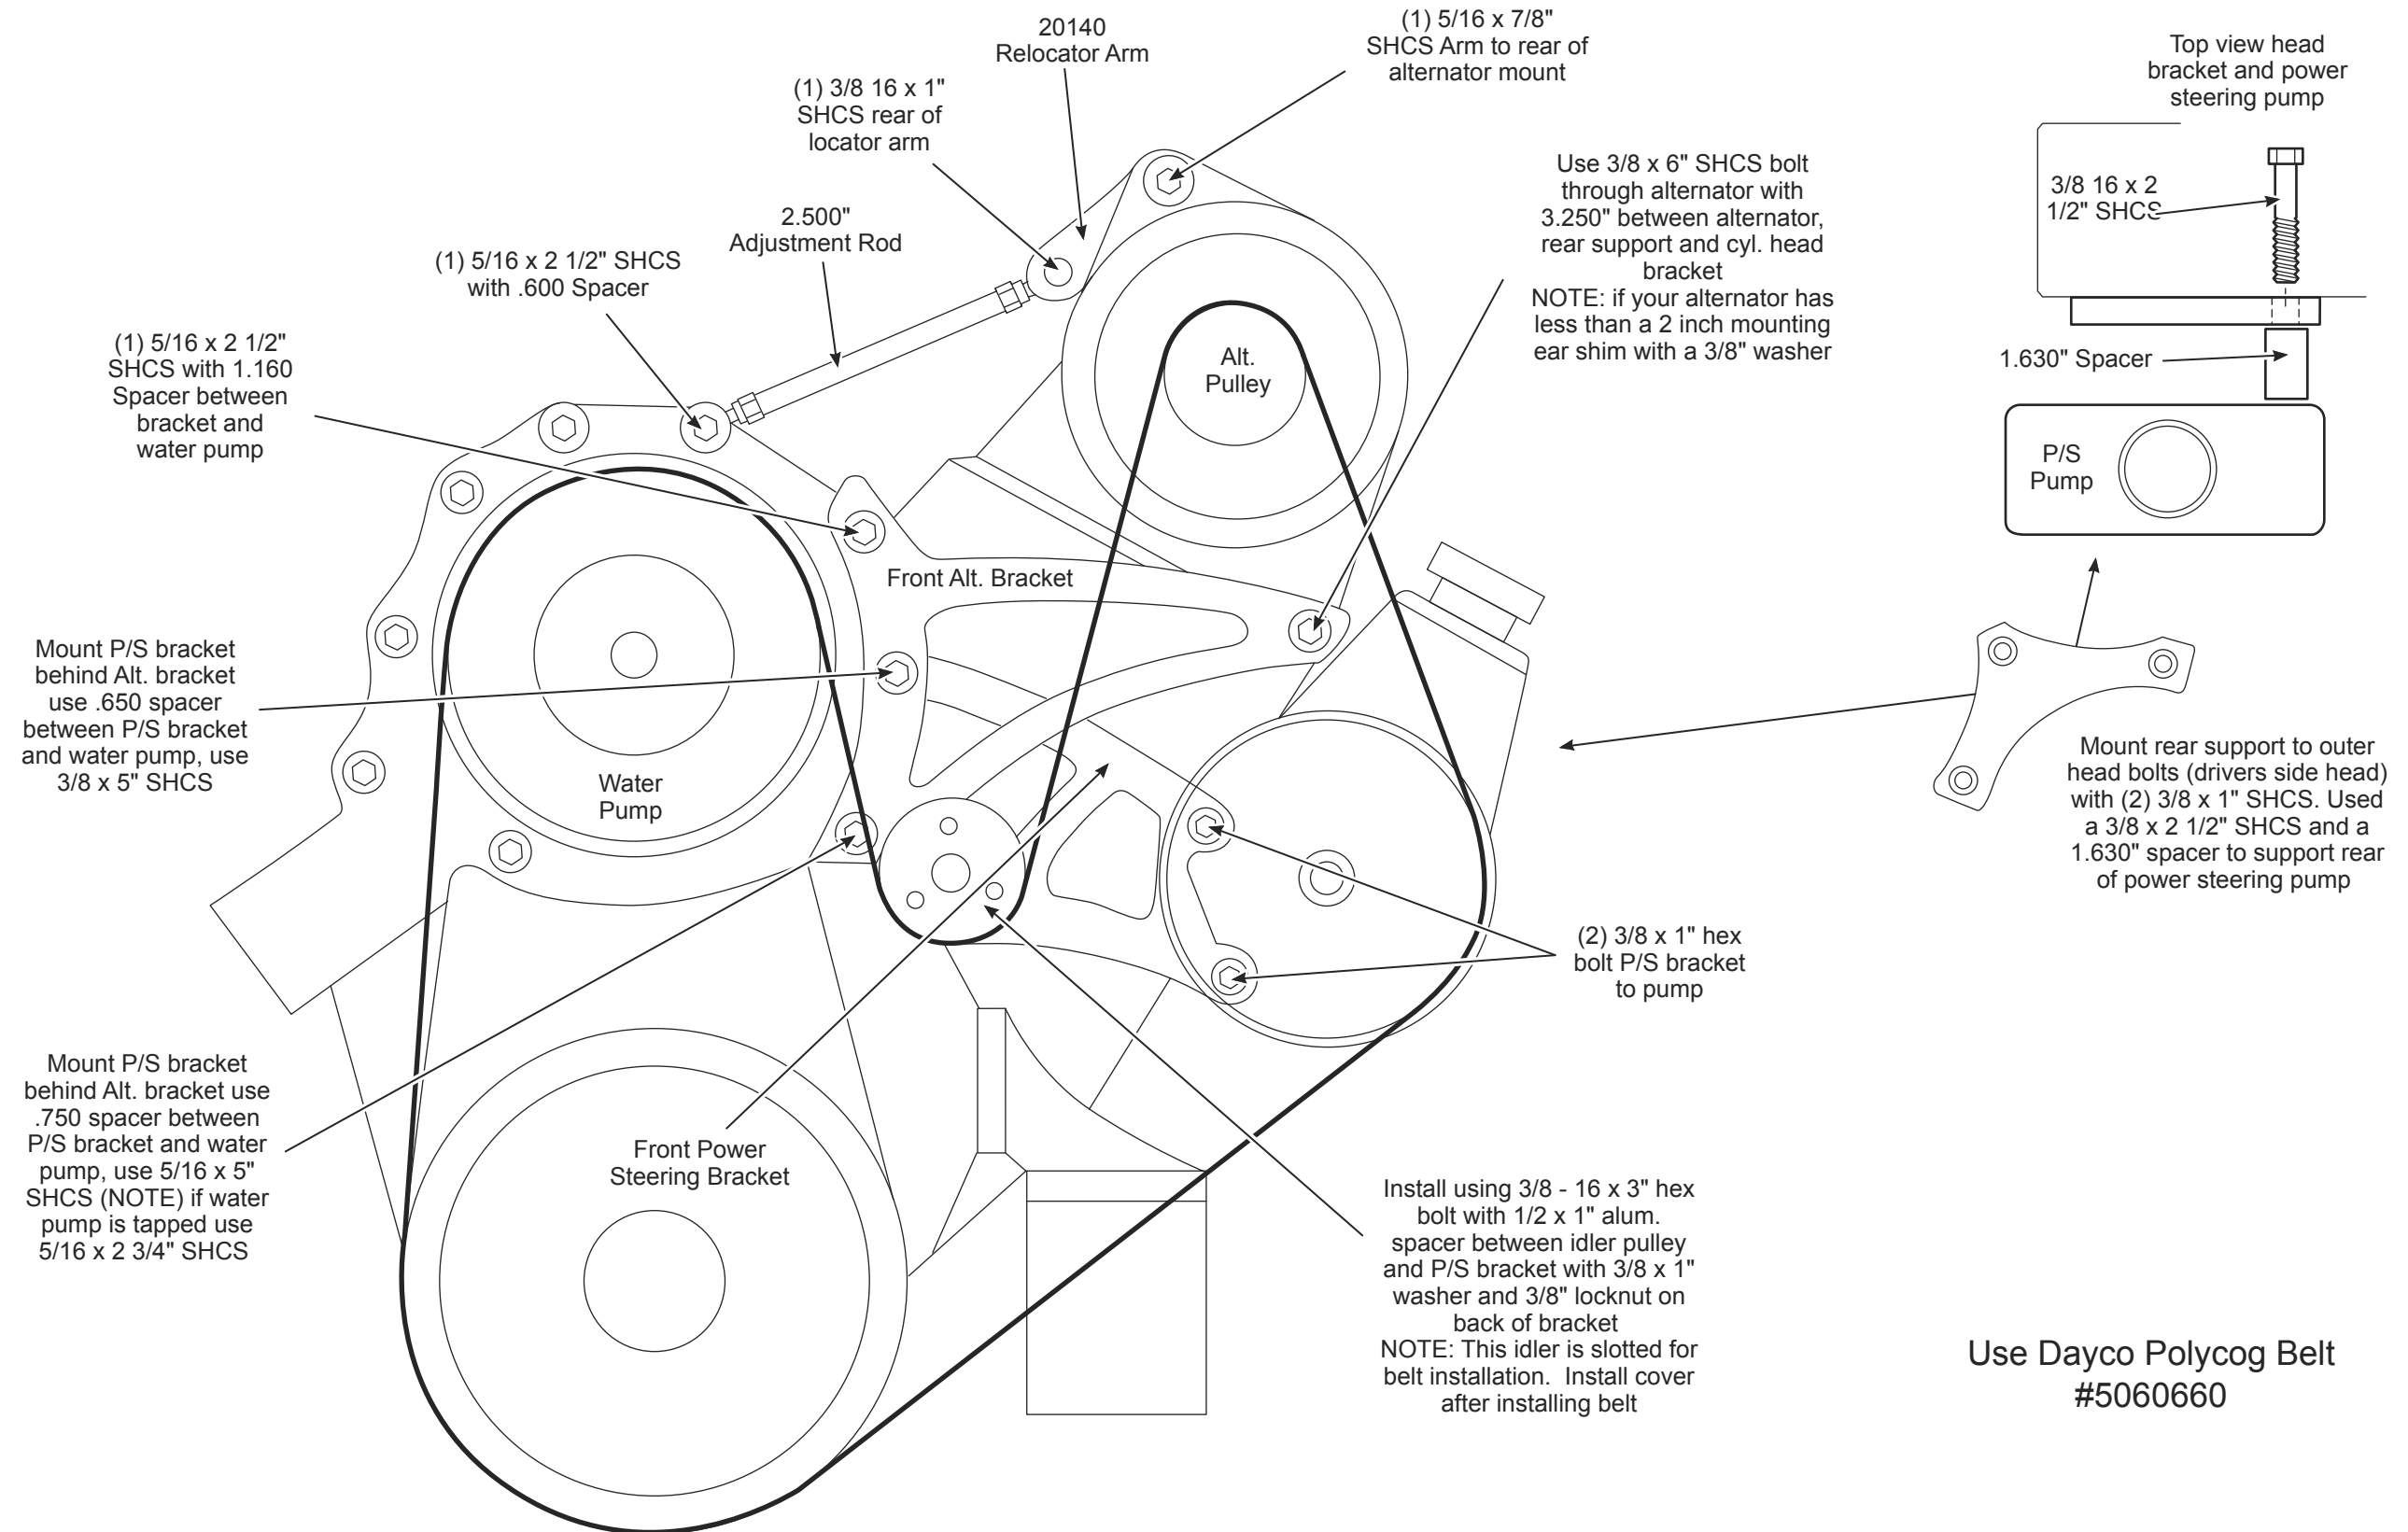 20140
Relocator Arm
(1) 5/16 x 7/8"
SHCS Arm to rear of
alternator mount
Top view head
bracket and power
steering pump
(1) 3/8 16 x 1"
SHCS rear of
locator arm
Use 3/8 x 6" SHCS bolt
through alternator with
3.250" between alternator,
rear support and cyl. head
bracket
NOTE: if your alternator has
less than a 2 inch mounting
ear shim with a 3/8" washer
3/8 16 x 2
1/2" SHCS
2.500"
Adjustment Rod
(1) 5/16 x 2 1/2" SHCS
with .600 Spacer
(1) 5/16 x 2 1/2"
SHCS with 1.160
Spacer between
bracket and
water pump
Alt.
Pulley
1.630" Spacer
P/S
Pump
Front Alt. Bracket
Mount P/S bracket
behind Alt. bracket
use .650 spacer
between P/S bracket
and water pump, use
3/8 x 5" SHCS
Water
Pump
Mount rear support to outer
head bolts (drivers side head)
with (2) 3/8 x 1" SHCS. Used
a 3/8 x 2 1/2" SHCS and a
1.630" spacer to support rear
of power steering pump
(2) 3/8 x 1" hex
bolt P/S bracket
to pump
Mount P/S bracket
behind Alt. bracket use
.750 spacer between
P/S bracket and water
pump, use 5/16 x 5"
SHCS (NOTE) if water
pump is tapped use
5/16 x 2 3/4" SHCS
Front Power
Steering Bracket
Install using 3/8 - 16 x 3" hex
bolt with 1/2 x 1" alum.
spacer between idler pulley
and P/S bracket with 3/8 x 1"
washer and 3/8" locknut on
back of bracket
NOTE: This idler is slotted for
belt installation.  Install cover
after installing belt
Use Dayco Polycog Belt
#5060660